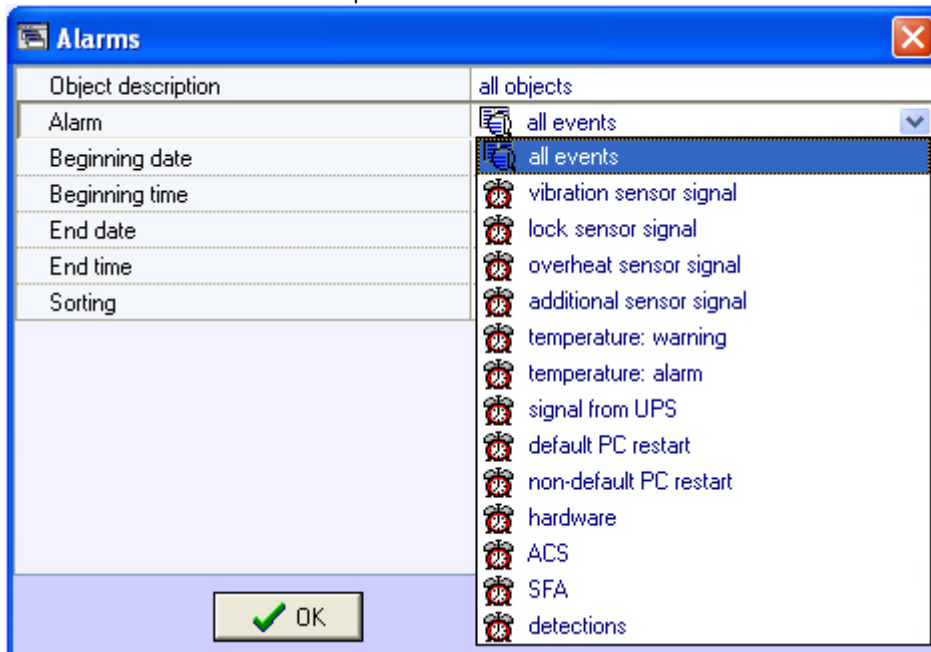 Alarms
Object description all objects
Alarm all events
Beginning date all events
Beginning time vibration sensor signal
End date lock sensor signal
End time overheat sensor signal
Sorting additional sensor signal
temperature: warning
temperature: alarm
signal from UPS
default PC restart
non-default PC restart
hardware
ACS
SFA
OK detections